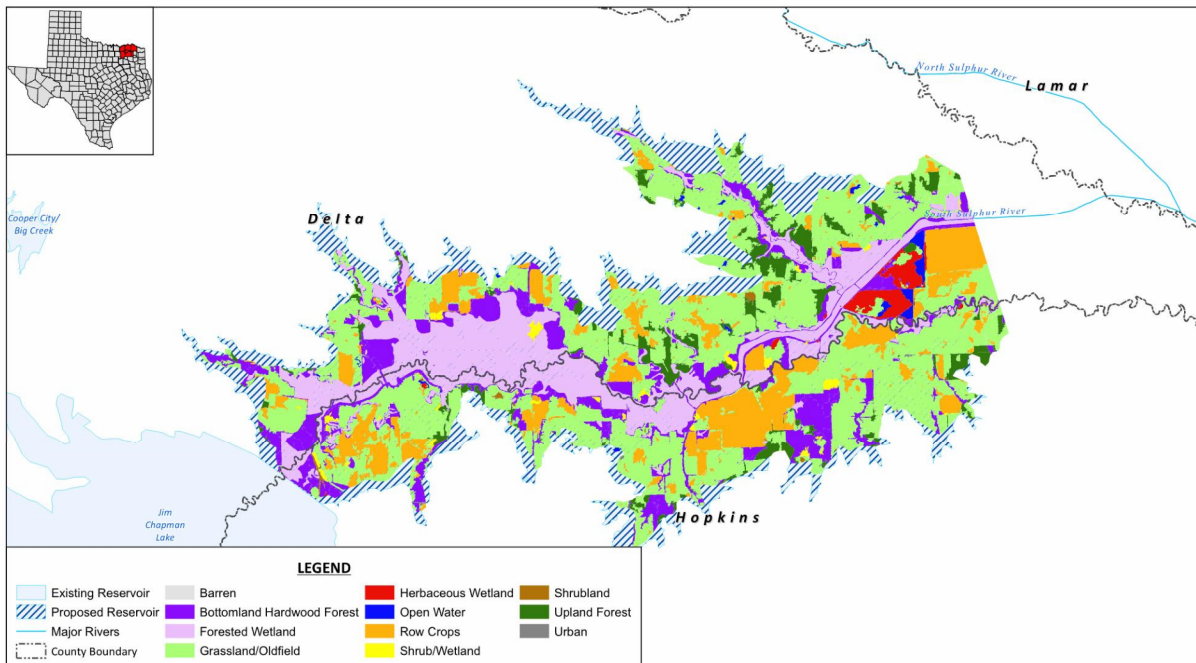 North Sulphur River
Lamar
Cooper City/
Big Creek
Delta
South Sulphur River
Jim
Chapman
Lake
Hopkins
LEGEND
Existing Reservoir
Proposed Reservoir
Major Rivers
County Boundary
Barren
Bottomland Hardwood Forest
Forested Wetland
Grassland/Oldfield
Herbaceous Wetland
Open Water
Row Crops
Shrub/Wetland
Shrubland
Upland Forest
Urban